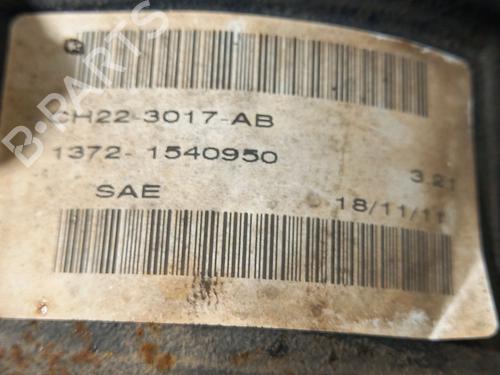 CH22-3017-AB
1372- 1540950
3.21
SAE
18/11/11
B-PARTS